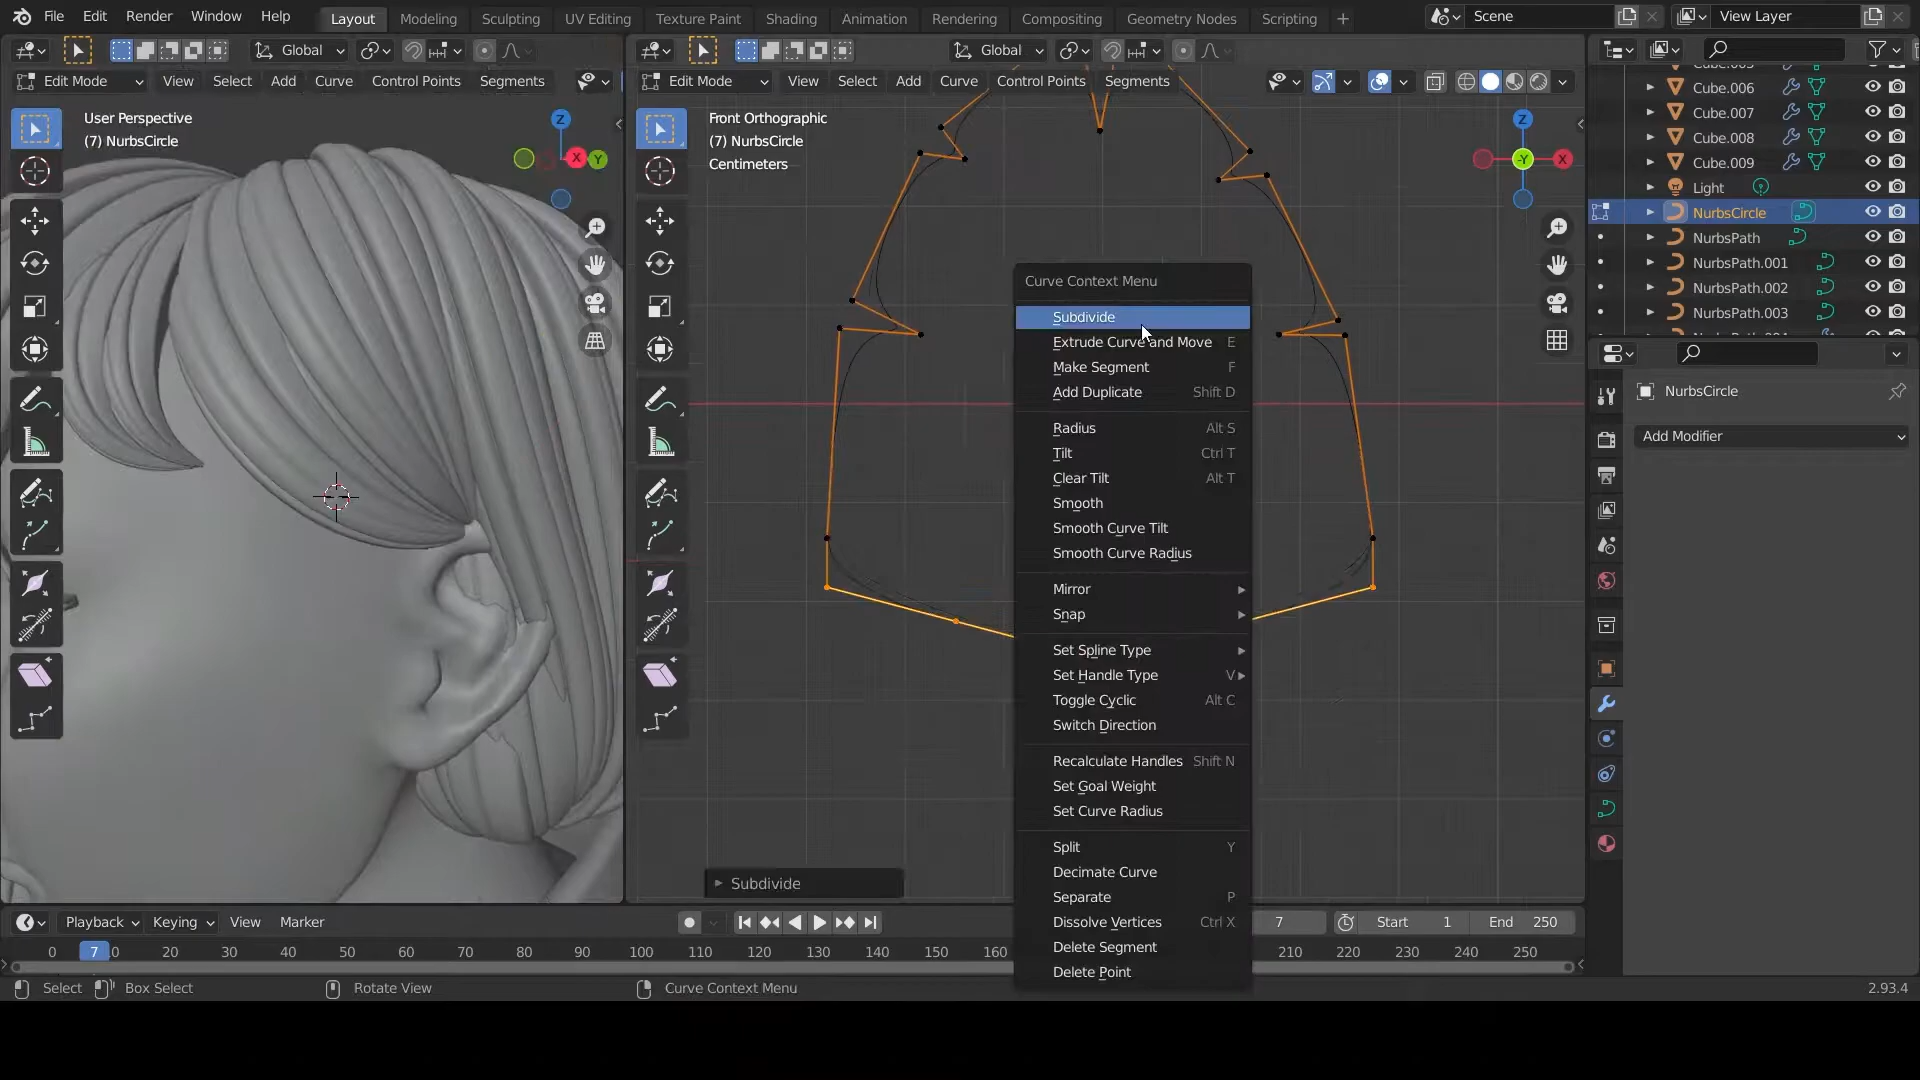 File Edit Render Window Help Layout Modeling Sculpting UV Editing Texture Paint Shading Animation Rendering Compositing Geometry Nodes Scripting + Scene View Layer
Global Global
Edit Mode View Select Add Curve Control Points Segments Edit Mode View Select Add Curve Control Points Segments
User Perspective
(7) NurbsCircle
Z
X
Y
Front Orthographic
(7) NurbsCircle
Centimeters
Z
-Y
X
Cube.006
Cube.007
Cube.008
Cube.009
Light
NurbsCircle
NurbsPath
NurbsPath.001
NurbsPath.002
NurbsPath.003
NurbsCircle
Add Modifier
Curve Context Menu
Subdivide
Extrude Curve and Move E
Make Segment F
Add Duplicate Shift D
Radius Alt S
Tilt Ctrl T
Clear Tilt Alt T
Smooth
Smooth Curve Tilt
Smooth Curve Radius
Mirror
Snap
Set Spline Type
Set Handle Type V
Toggle Cyclic Alt C
Switch Direction
Recalculate Handles Shift N
Set Goal Weight
Set Curve Radius
Split Y
Decimate Curve
Separate P
Dissolve Vertices Ctrl X
Delete Segment
Delete Point
Subdivide
Playback Keying View Marker 7 Start 1 End 250
0 7 20 30 40 50 60 70 80 90 100 110 120 130 140 150 160 210 220 230 240 250
Select Box Select Rotate View Curve Context Menu 2.93.4